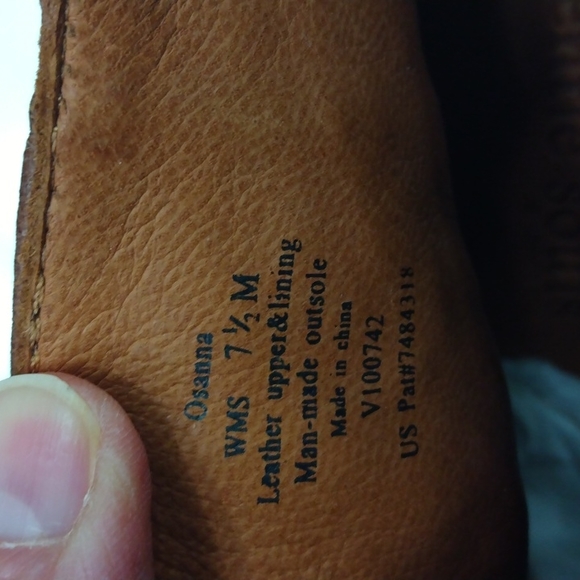 Osanna
WMS 7 ½ M
Leather upper&lining
Man-made outsole
Made in china
V100742
US Pat#7484318